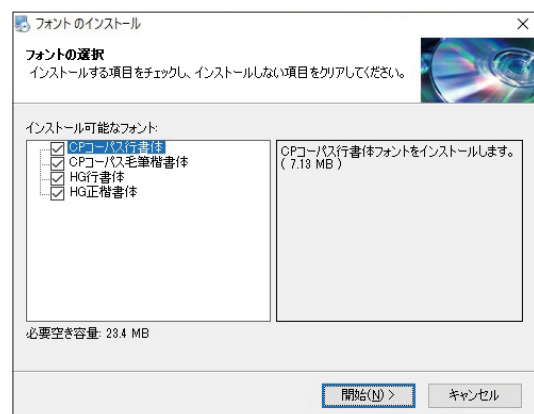 フォントのインストール
フォントの選択
インストールする項目をチェックし、インストールしない項目をクリアしてください。
インストール可能なフォント:
CPコーパス行書体
CPコーパス毛筆楷書体
HG行書体
HG正楷書体
CPコーパス行書体フォントをインストールします。
( 7.13 MB )
必要空き容量: 23.4 MB
開始(N) >
キャンセル